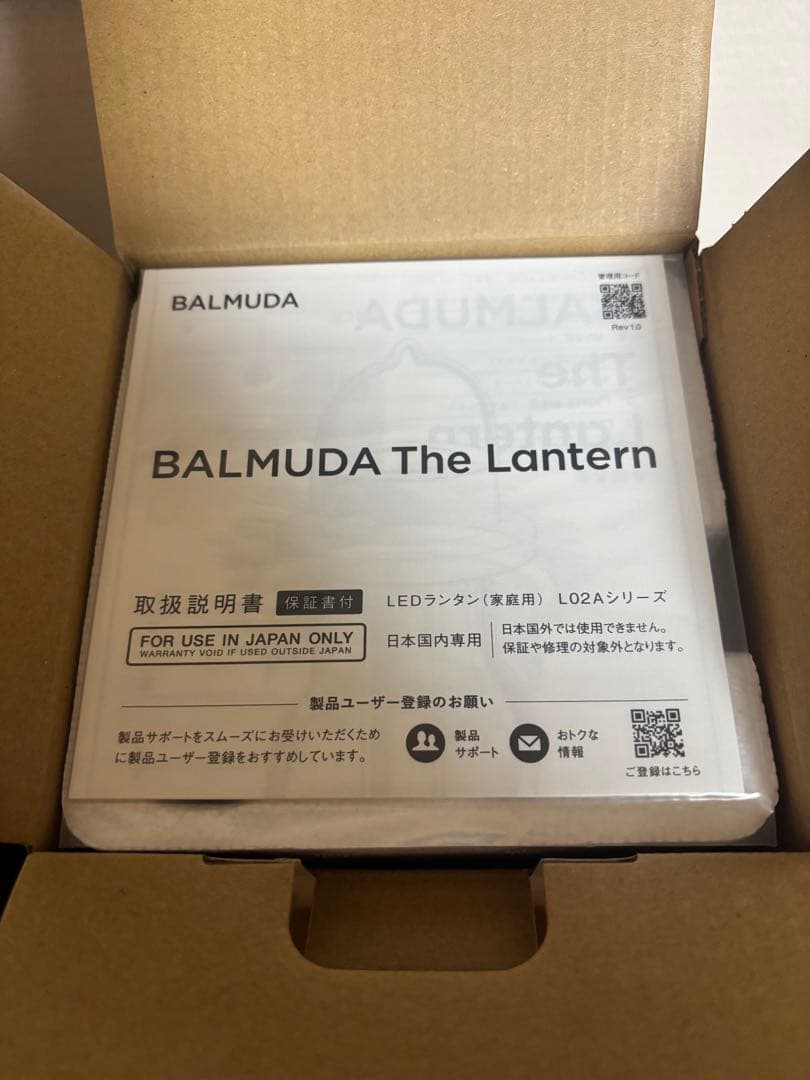 BALMUDA
管理用コード
Rev1.0
BALMUDA
The
Lantern
BALMUDA The Lantern
取扱説明書 保証書付
LEDランタン(家庭用) L02Aシリーズ
FOR USE IN JAPAN ONLY
WARRANTY VOID IF USED OUTSIDE JAPAN
日本国内専用
日本国外では使用できません。
保証や修理の対象外となります。
製品ユーザー登録のお願い
製品サポートをスムーズにお受けいただくため
に製品ユーザー登録をおすすめしています。
製品
サポート
おトクな
情報
ご登録はこちら